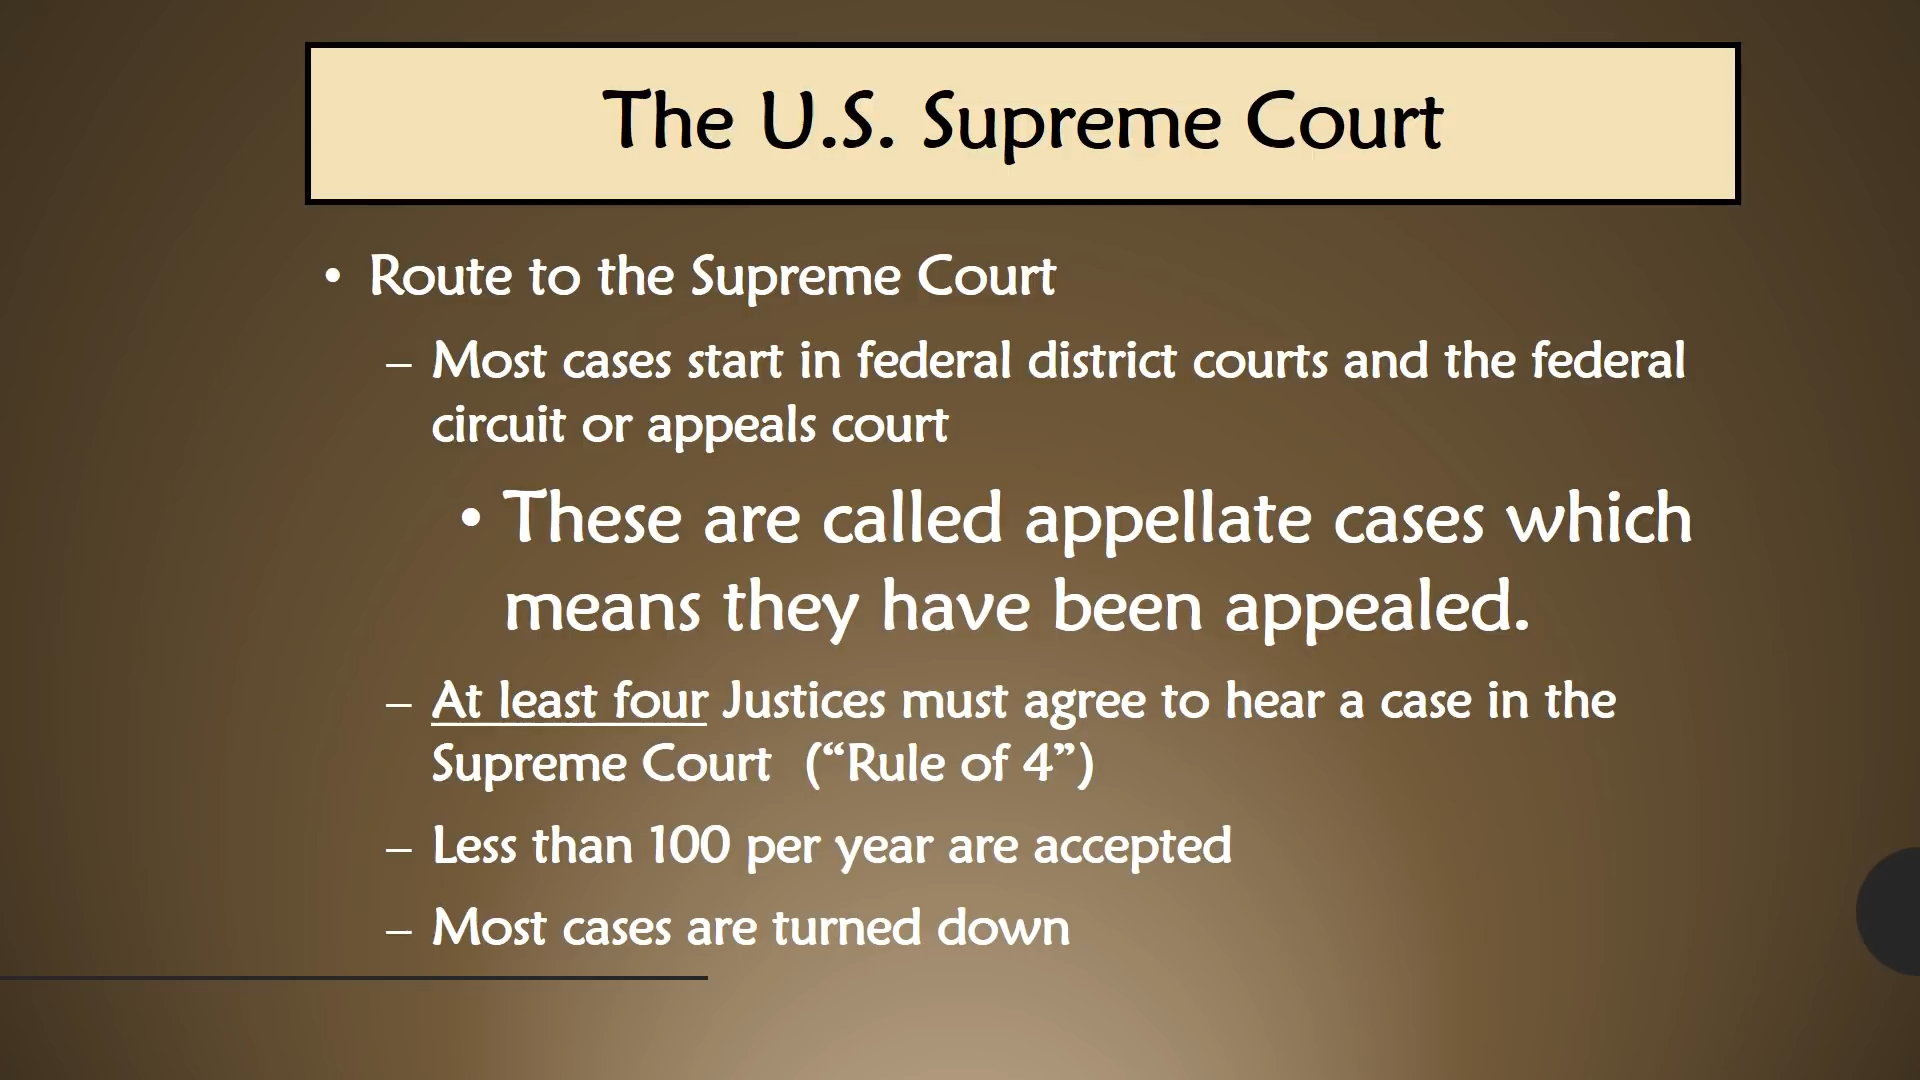 The U.S. Supreme Court
• Route to the Supreme Court
– Most cases start in federal district courts and the federal
circuit or appeals court
• These are called appellate cases which
means they have been appealed.
– At least four Justices must agree to hear a case in the
Supreme Court (“Rule of 4”)
– Less than 100 per year are accepted
– Most cases are turned down